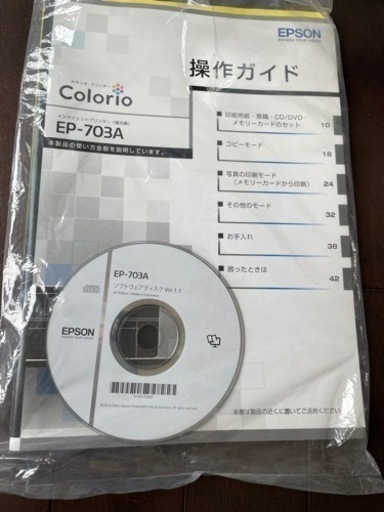 EPSON
EXCEED YOUR VISION
カラリオ・プリンター
Colorio
操作ガイド
インクジェットプリンター(複合機)
EP-703A
本製品の使い方全般を説明しています。
印刷用紙・原稿・CD/DVD・
メモリーカードのセット 10
コピーモード 18
写真の印刷モード
(メモリーカードから印刷) 24
その他のモード 32
お手入れ 38
困ったときは 42
EP-703A
ソフトウェアディスク Vol.1.1
EPSON
本書は製品の近くに置いてご活用ください。